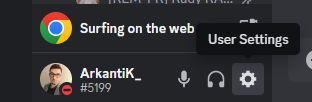 Surfing on the web
User Settings
ArkantiK_
#5199